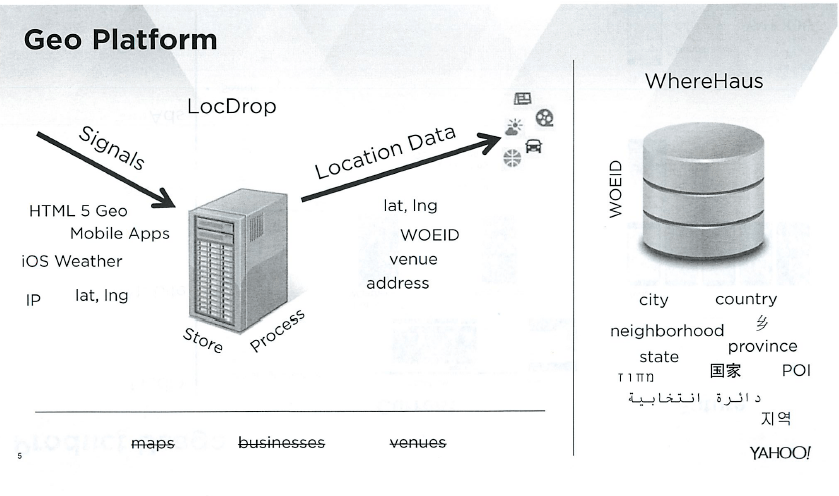 Geo Platform
LocDrop
Signals
Location Data
HTML 5 Geo
Mobile Apps
iOS Weather
IP
lat, lng
Store
Process
lat, lng
WOEID
venue
address
maps businesses venues
WhereHaus
WOEID
city country
乡
neighborhood
province
state
מחוז
国家
POI
دائرة انتخابية
지역
YAHOO!
5